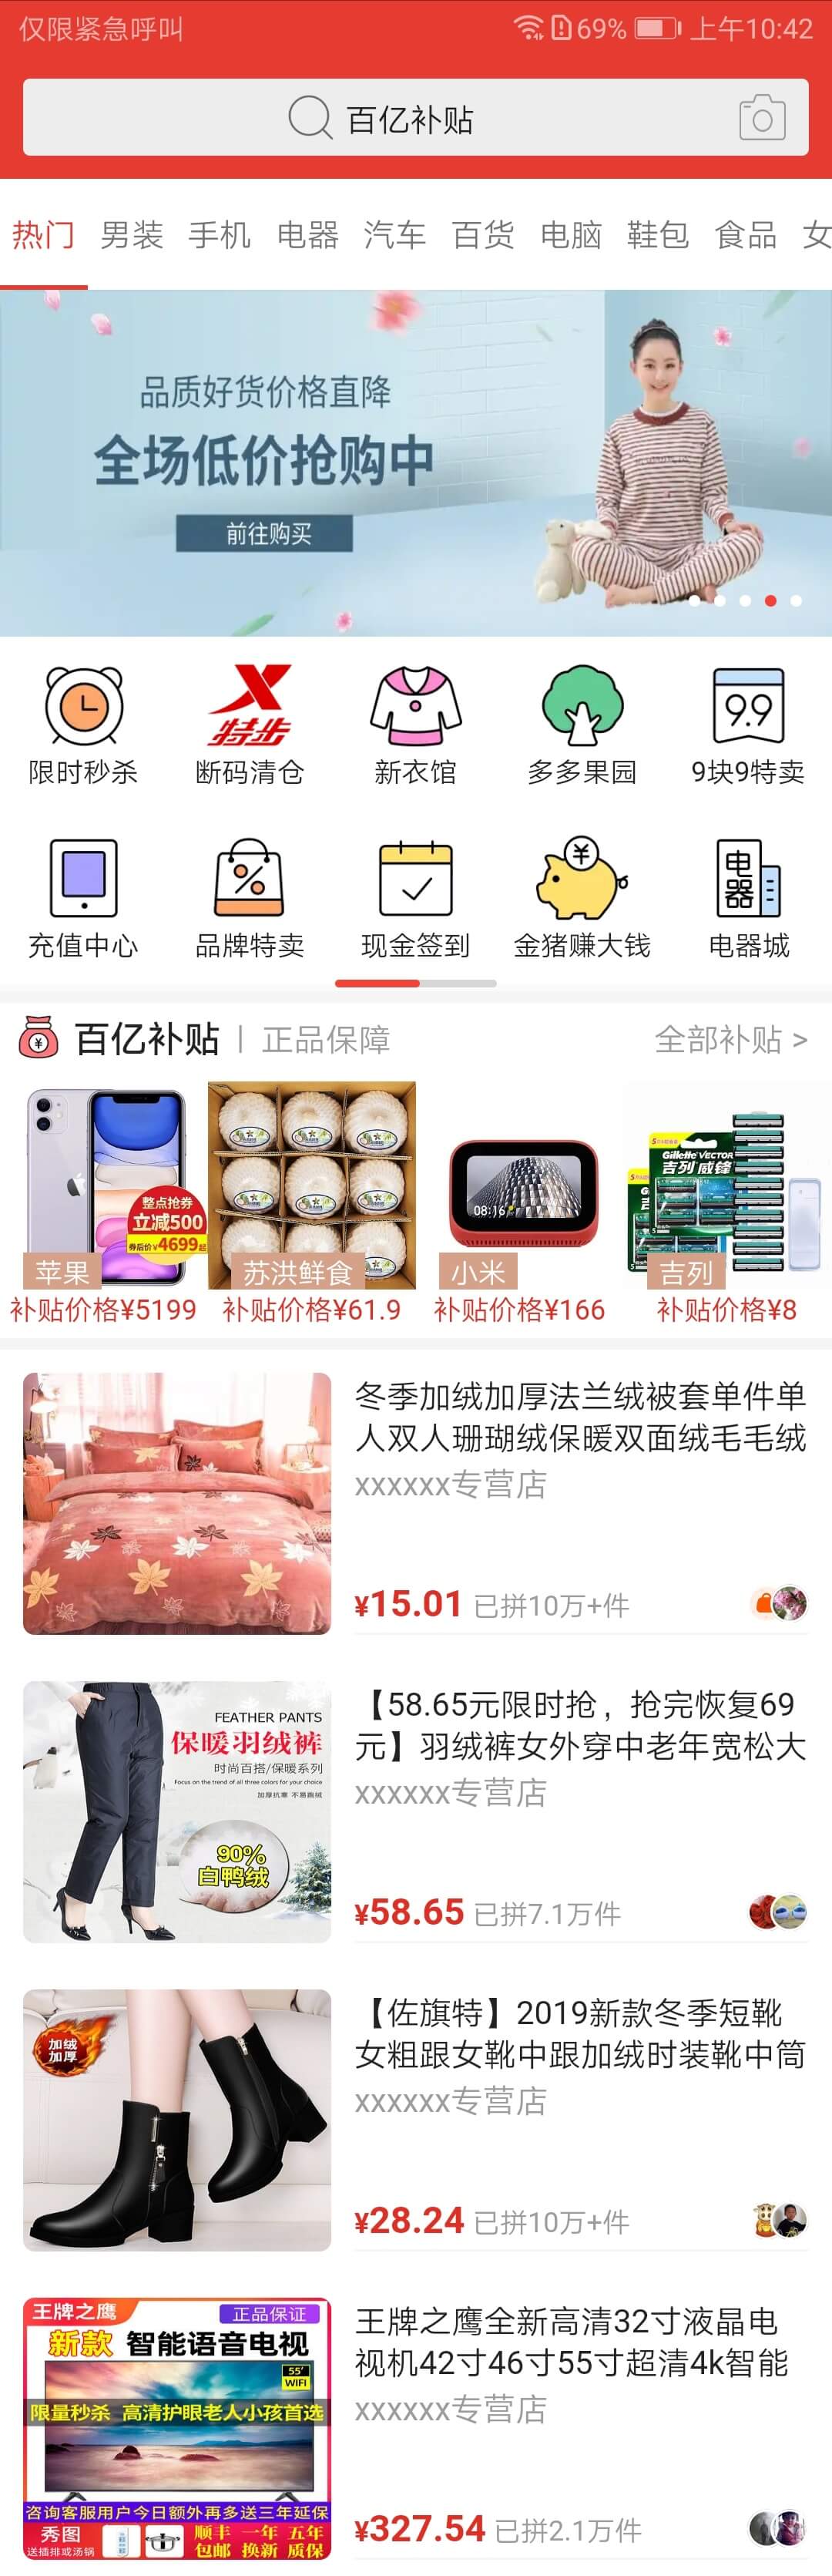 仅限紧急呼叫
69% 上午10:42
百亿补贴
热门 男装 手机 电器 汽车 百货 电脑 鞋包 食品 女
品质好货价格直降
全场低价抢购中
前往购买
特步
9.9
限时秒杀 断码清仓 新衣馆 多多果园 9块9特卖
¥
%
电器
充值中心 品牌特卖 现金签到 金猪赚大钱 电器城
¥ 百亿补贴 | 正品保障 全部补贴 >
整点抢券
立减500
券后价¥4699起
08:16
Gillette VECTOR
吉列 威锋
苹果 苏洪鲜食 小米 吉列
补贴价格¥5199 补贴价格¥61.9 补贴价格¥166 补贴价格¥8
冬季加绒加厚法兰绒被套单件单
人双人珊瑚绒保暖双面绒毛毛绒
xxxxxx专营店
¥15.01 已拼10万+件
FEATHER PANTS
保暖羽绒裤
时尚百搭/保暖系列
Focus on the trend of all three colors for your choice
加厚抗寒 不易跑绒
90%
白鸭绒
【58.65元限时抢，抢完恢复69
元】羽绒裤女外穿中老年宽松大
xxxxxx专营店
¥58.65 已拼7.1万件
加绒
加厚
【佐旗特】2019新款冬季短靴
女粗跟女靴中跟加绒时装靴中筒
xxxxxx专营店
¥28.24 已拼10万+件
王牌之鹰 正品保证
新款 智能语音电视
55'
WIFI
限量秒杀 高清护眼老人小孩首选
咨询客服用户今日额外再多送三年延保
秀图
送插排或汤锅
顺丰 一年 五年
包邮 换新 质保
王牌之鹰全新高清32寸液晶电
视机42寸46寸55寸超清4k智能
xxxxxx专营店
¥327.54 已拼2.1万件